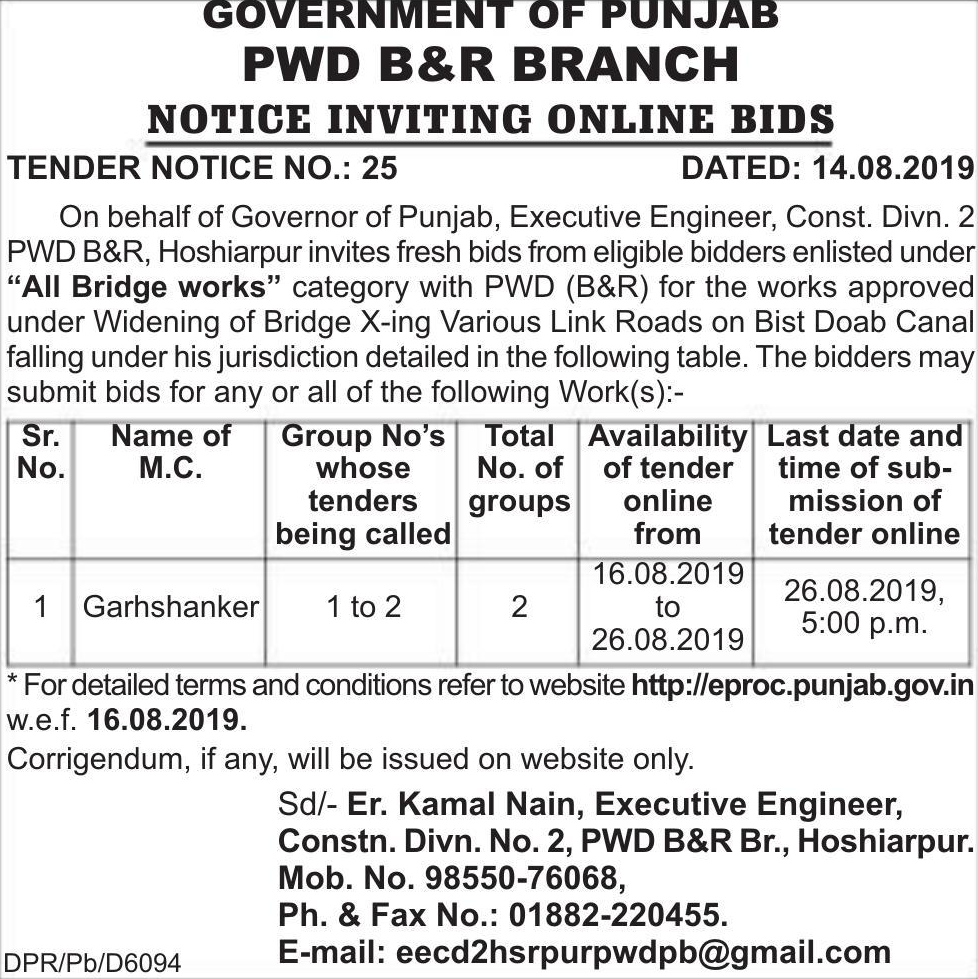 GOVERNMENT OF PUNJAB
PWD B&R BRANCH
NOTICE INVITING ONLINE BIDS
TENDER NOTICE NO.: 25 DATED: 14.08.2019
On behalf of Governor of Punjab, Executive Engineer, Const. Divn. 2
PWD B&R, Hoshiarpur invites fresh bids from eligible bidders enlisted under
“All Bridge works” category with PWD (B&R) for the works approved
under Widening of Bridge X-ing Various Link Roads on Bist Doab Canal
falling under his jurisdiction detailed in the following table. The bidders may
submit bids for any or all of the following Work(s):-
Sr. Name of Group No’s Total Availability Last date and
No. M.C. whose No. of of tender time of sub-
tenders groups online mission of
being called from tender online
16.08.2019
1 Garhshanker 1 to 2 2 to 26.08.2019,
26.08.2019 5:00 p.m.
* For detailed terms and conditions refer to website http://eproc.punjab.gov.in
w.e.f. 16.08.2019.
Corrigendum, if any, will be issued on website only.
Sd/- Er. Kamal Nain, Executive Engineer,
Constn. Divn. No. 2, PWD B&R Br., Hoshiarpur.
Mob. No. 98550-76068,
Ph. & Fax No.: 01882-220455.
E-mail: eecd2hsrpurpwdpb@gmail.com
DPR/Pb/D6094